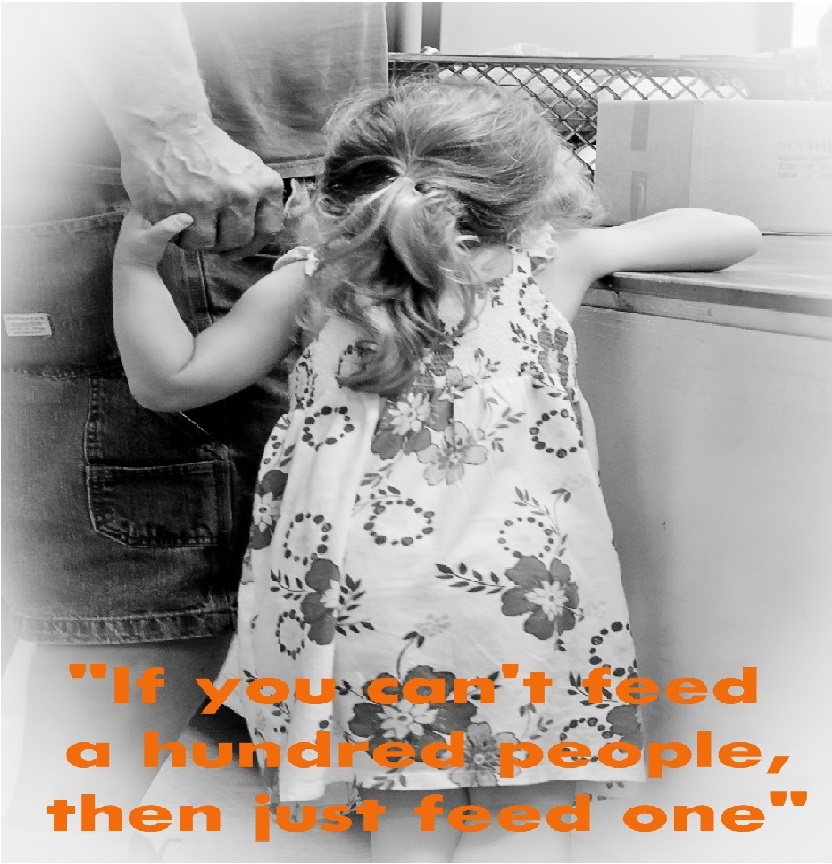 "If you can't feed
a hundred people,
then just feed one"